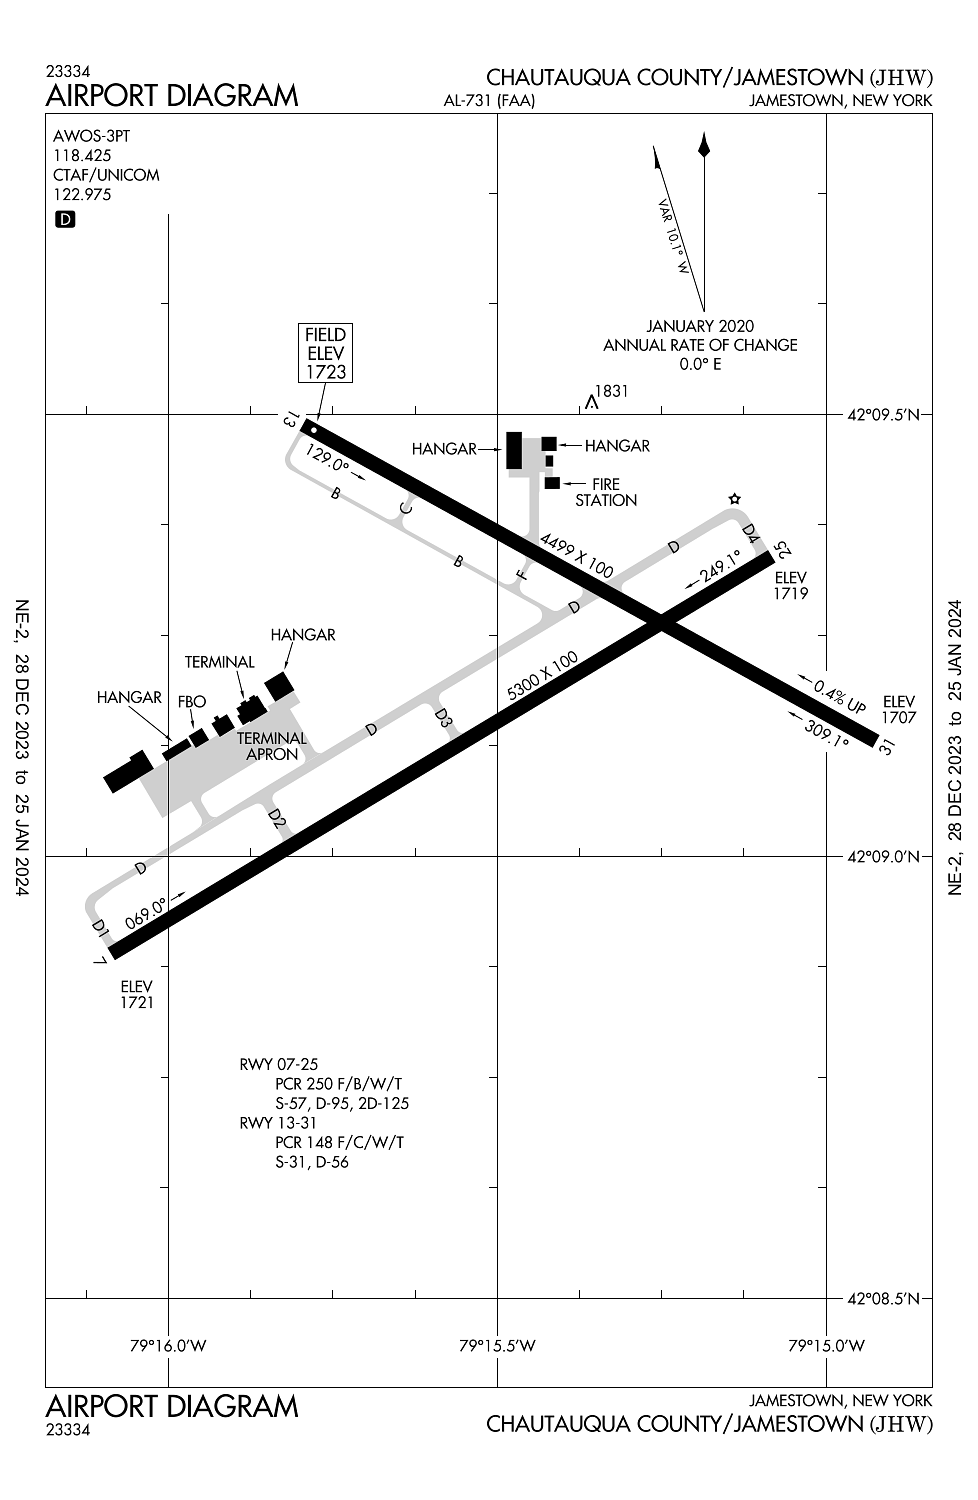 23334
AIRPORT DIAGRAM
AL-731 (FAA)
CHAUTAUQUA COUNTY/JAMESTOWN (JHW)
JAMESTOWN, NEW YORK
AWOS-3PT
118.425
CTAF/UNICOM
122.975
D
VAR 10.1° W
JANUARY 2020
ANNUAL RATE OF CHANGE
0.0° E
FIELD
ELEV
1723
1831
42°09.5'N
13
129.0°
HANGAR
HANGAR
FIRE
STATION
B
C
B
F
4499 X 100
D
D4
25
249.1°
ELEV
1719
D
5300 X 100
HANGAR
TERMINAL
HANGAR
FBO
TERMINAL
APRON
D
D3
0.4% UP
309.1°
ELEV
1707
31
D2
42°09.0'N
D
D1
069.0°
7
ELEV
1721
NE-2, 28 DEC 2023 to 25 JAN 2024
NE-2, 28 DEC 2023 to 25 JAN 2024
RWY 07-25
PCR 250 F/B/W/T
S-57, D-95, 2D-125
RWY 13-31
PCR 148 F/C/W/T
S-31, D-56
42°08.5'N
79°16.0'W
79°15.5'W
79°15.0'W
AIRPORT DIAGRAM
23334
JAMESTOWN, NEW YORK
CHAUTAUQUA COUNTY/JAMESTOWN (JHW)